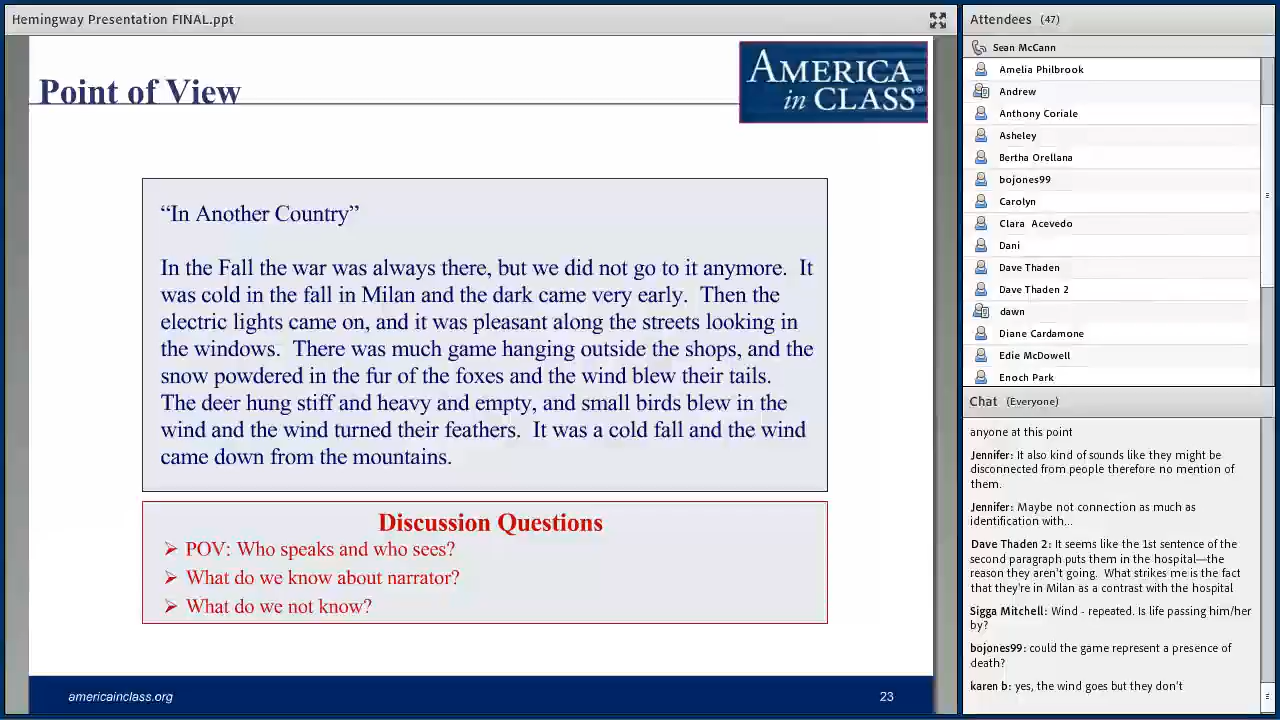 Hemingway Presentation FINAL.ppt
Point of View
AMERICA
in CLASS®
“In Another Country”
In the Fall the war was always there, but we did not go to it anymore.  It
was cold in the fall in Milan and the dark came very early.  Then the
electric lights came on, and it was pleasant along the streets looking in
the windows.  There was much game hanging outside the shops, and the
snow powdered in the fur of the foxes and the wind blew their tails.
The deer hung stiff and heavy and empty, and small birds blew in the
wind and the wind turned their feathers.  It was a cold fall and the wind
came down from the mountains.
Discussion Questions
➢ POV: Who speaks and who sees?
➢ What do we know about narrator?
➢ What do we not know?
americainclass.org
23
Attendees (47)
Sean McCann
Amelia Philbrook
Andrew
Anthony Coriale
Asheley
Bertha Orellana
bojones99
Carolyn
Clara  Acevedo
Dani
Dave Thaden
Dave Thaden 2
dawn
Diane Cardamone
Edie McDowell
Enoch Park
Chat (Everyone)
anyone at this point
Jennifer: It also kind of sounds like they might be
disconnected from people therefore no mention of
them.
Jennifer: Maybe not connection as much as
identification with...
Dave Thaden 2: It seems like the 1st sentence of the
second paragraph puts them in the hospital—the
reason they aren't going.  What strikes me is the fact
that they're in Milan as a contrast with the hospital
Sigga Mitchell: Wind - repeated. Is life passing him/her
by?
bojones99: could the game represent a presence of
death?
karen b: yes, the wind goes but they don't